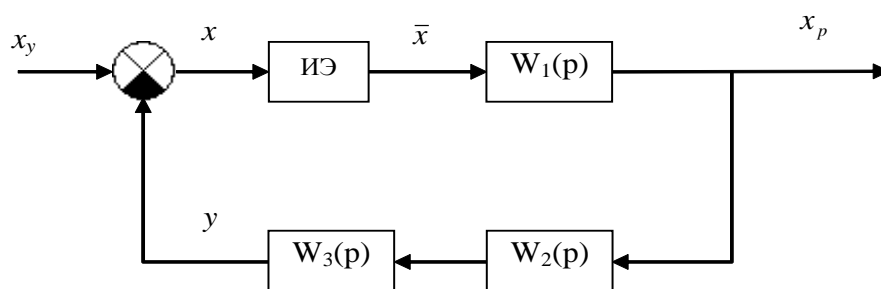 x_y
x
ИЭ
x̄
W₁(p)
x_p
y
W₃(p)
W₂(p)